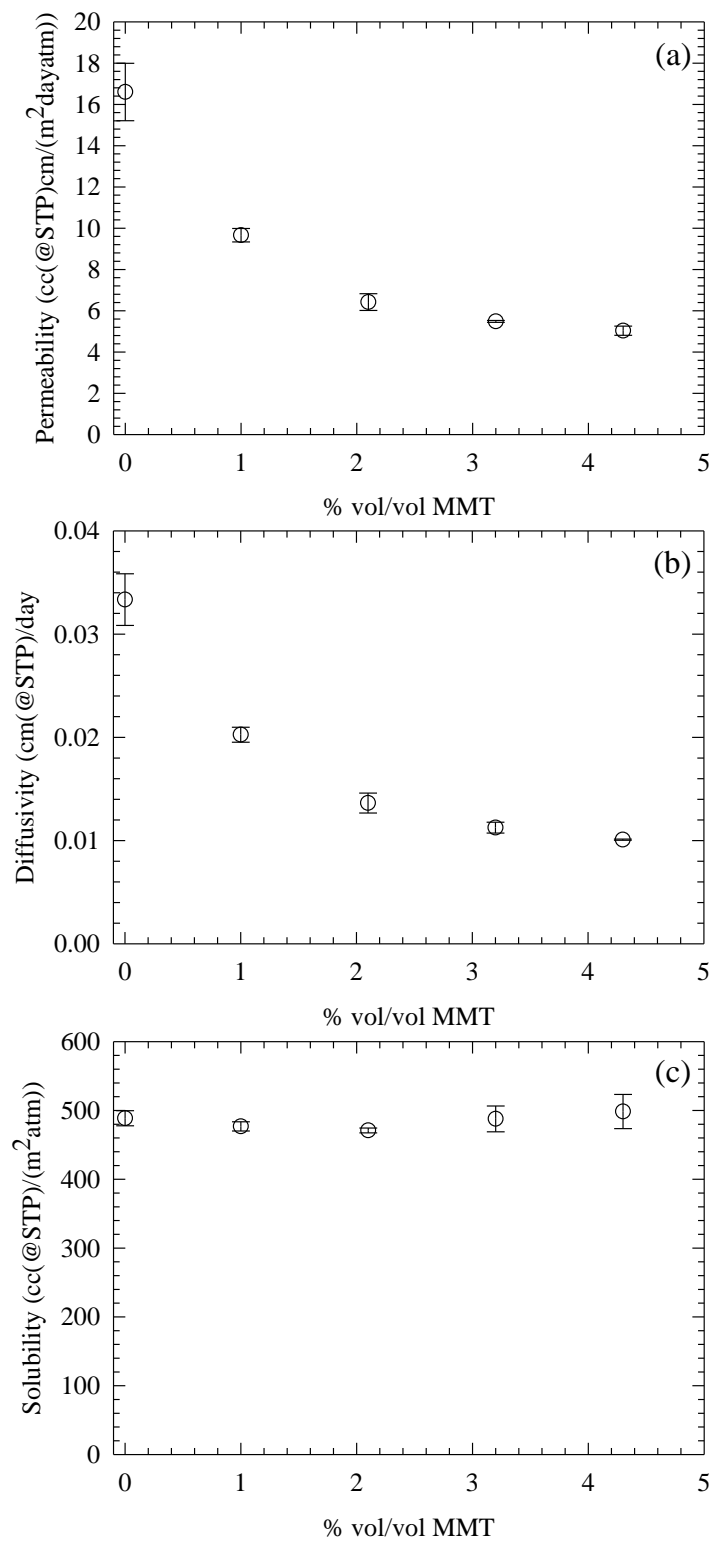 20
(a)
18
16
14
12
10
8
6
4
2
0
Permeability (cc(@STP)cm/(m²dayatm))
0 1 2 3 4 5
% vol/vol MMT
0.04
(b)
0.03
0.02
0.01
0.00
Diffusivity (cm(@STP)/day
0 1 2 3 4 5
% vol/vol MMT
600
(c)
500
400
300
200
100
0
Solubility (cc(@STP)/(m²atm))
0 1 2 3 4 5
% vol/vol MMT